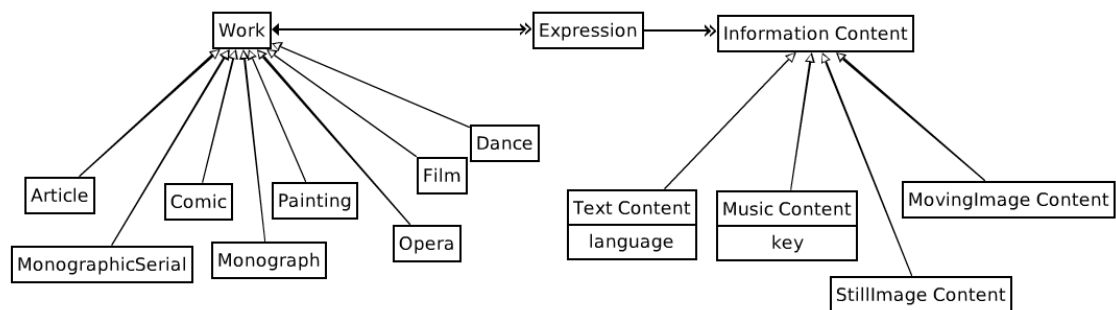 Work
Expression
Information Content
Dance
Film
Article
Comic
Painting
Opera
MonographicSerial
Monograph
Text Content
language
Music Content
key
MovingImage Content
StillImage Content